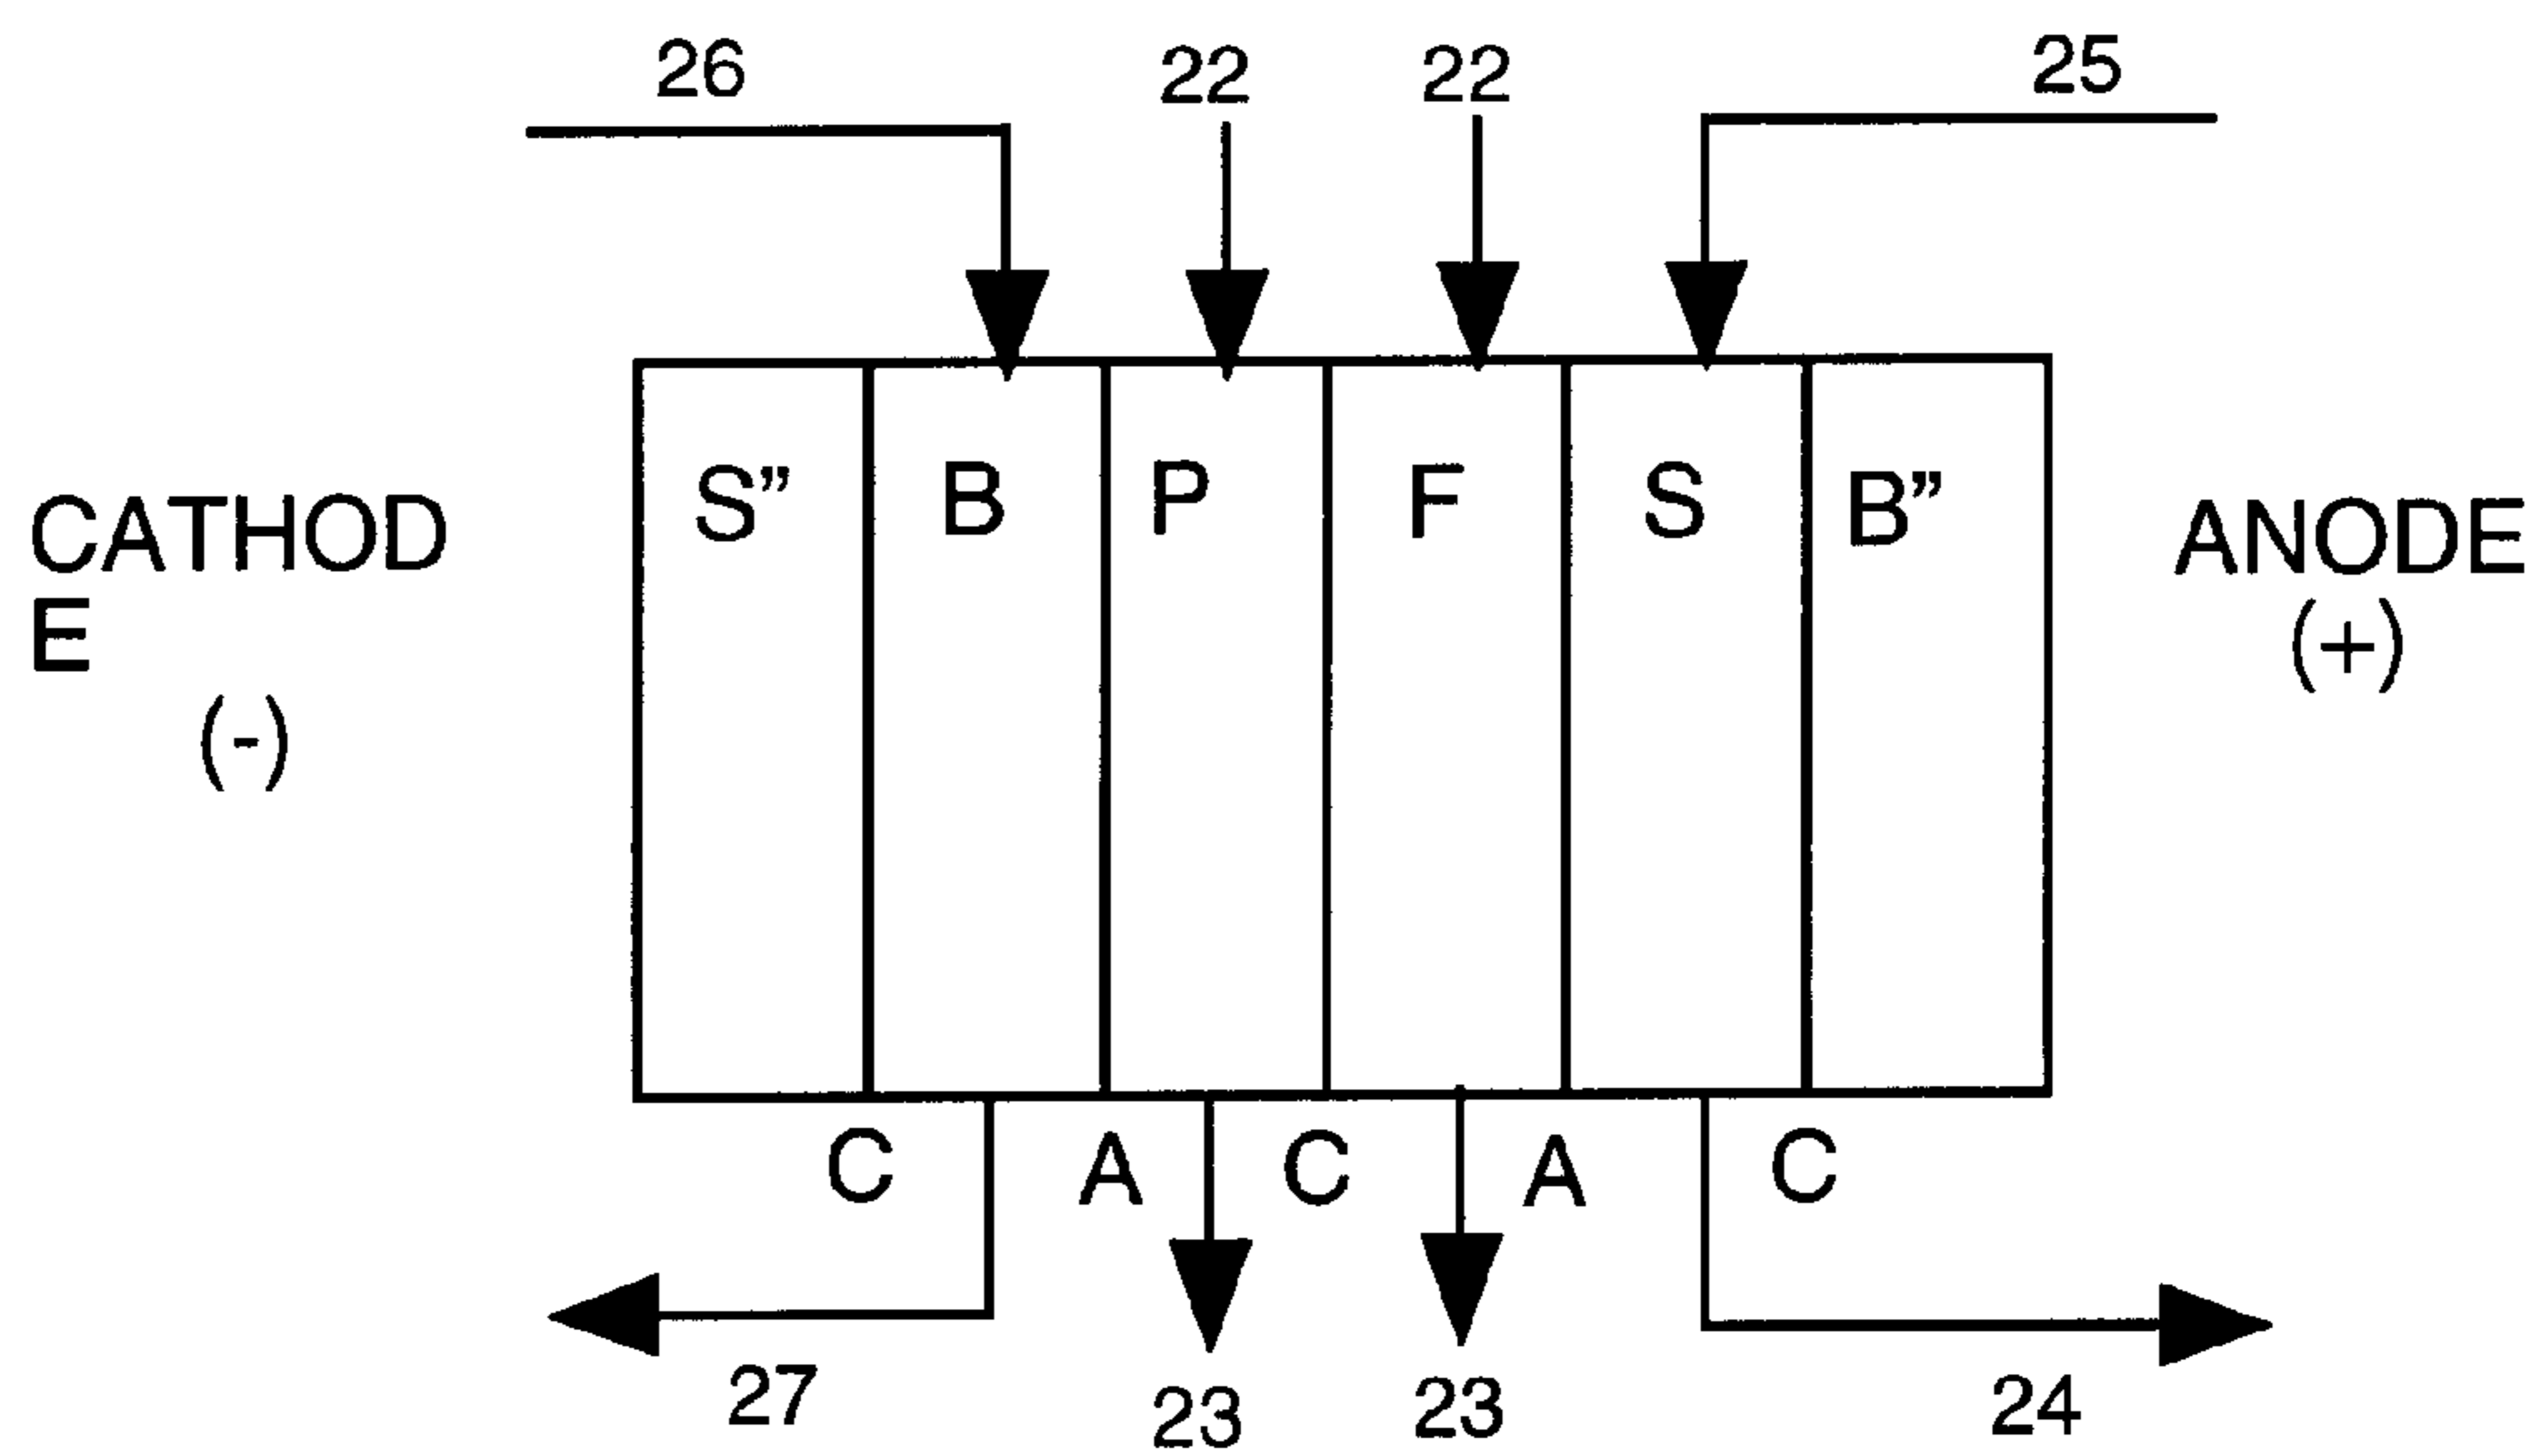 26 22 22 25
S” B P F S B”
CATHOD
E
(-)
ANODE
(+)
C A C A C
27 23 23 24